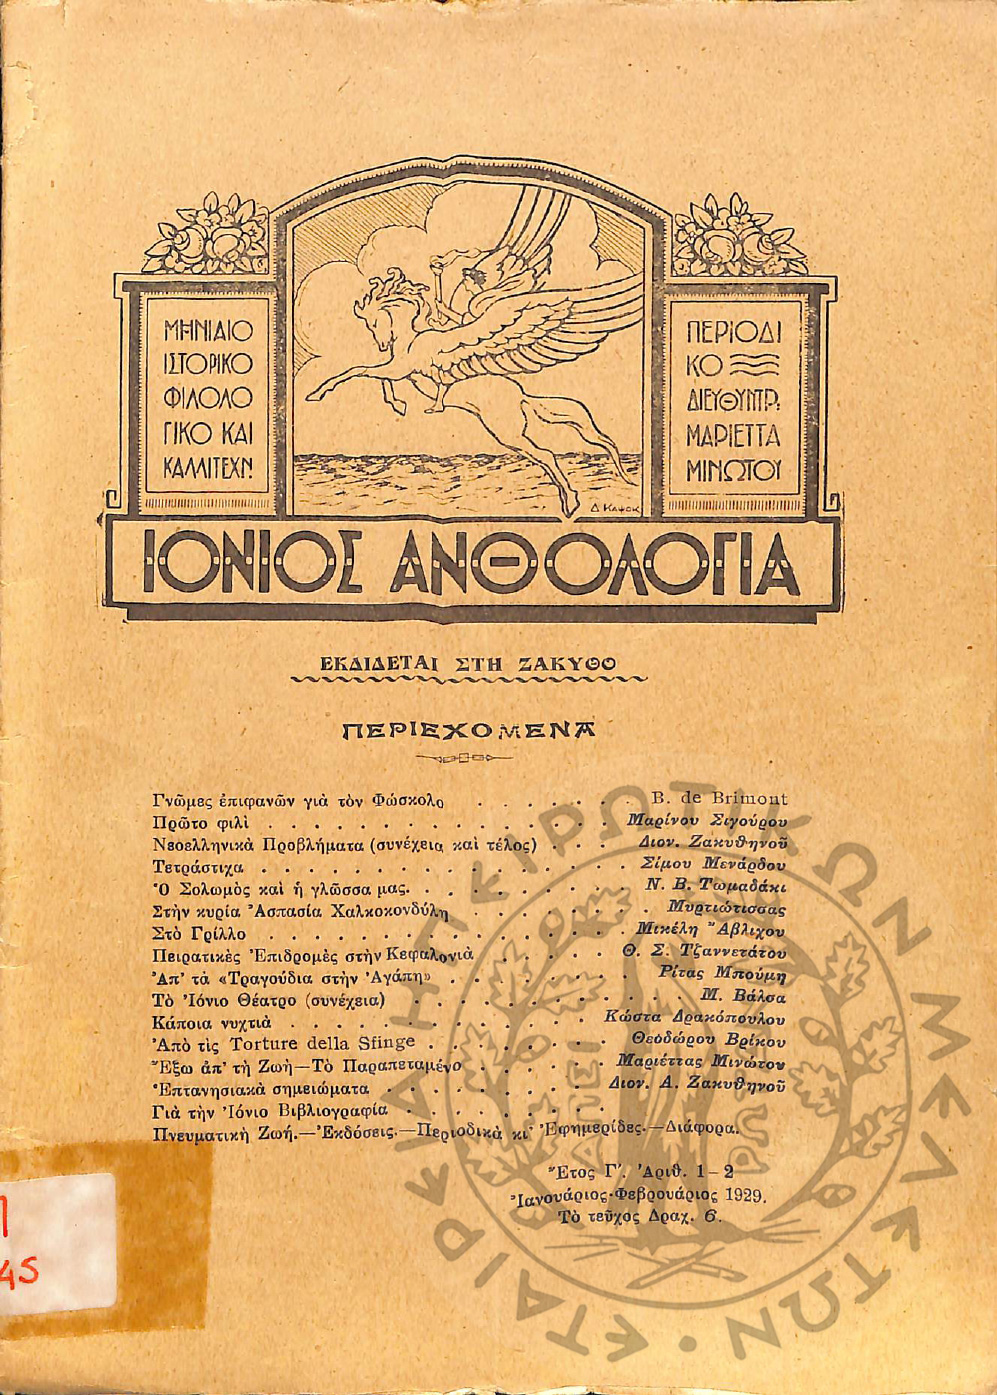 ΜΗΝΙΑΙΟ
ΙΣΤΟΡΙΚΟ
ΦΙΛΟΛΟ
ΓΙΚΟ ΚΑΙ
ΚΑΛΛΙΤΕΧΝ
ΠΕΡΙΟΔΙ
ΚΟ
ΔΙΕΥΘΥΝΤΡ.
ΜΑΡΙΕΤΤΑ
ΜΙΝΩΤΟΥ
ΙΟΝΙΟΣ ΑΝΘΟΛΟΓΙΑ
ΕΚΔΙΔΕΤΑΙ ΣΤΗ ΖΑΚΥΘΟ
ΠΕΡΙΕΧΟΜΕΝΑ
Γνῶμες ἐπιφανῶν γιὰ τὸν Φώσκολο . . . . . . . B. de Brimont
Πρῶτο φιλὶ . . . . . . . . . . . . . . . Μαρίνου Σιγούρου
Νεοελληνικὰ Προβλήματα (συνέχεια καὶ τέλος) . . . Διον. Ζακυθηνοῦ
Τετράστιχα . . . . . . . . . . . . . . . . Σίμου Μενάρδου
Ὁ Σολωμὸς καὶ ἡ γλῶσσα μας. . . . . . . . . . Ν. Β. Τωμαδάκι
Στὴν κυρία Ἀσπασία Χαλκοκονδύλη . . . . . . . . Μυρτιώτισσας
Στὸ Γρίλλο . . . . . . . . . . . . . . . . Μικέλη Ἄβλιχου
Πειρατικὲς Ἐπιδρομὲς στὴν Κεφαλονιὰ . . . . . . Θ. Σ. Τζαννετάτου
Ἀπ' τὰ «Τραγούδια στὴν Ἀγάπη» . . . . . . . . Ρίτας Μπούμη
Τὸ Ἰόνιο Θέατρο (συνέχεια) . . . . . . . . . . . Μ. Βάλσα
Κάποια νυχτιὰ . . . . . . . . . . . . . Κώστα Δρακόπουλου
Ἀπὸ τὶς Torture della Sfinge . . . . . . . . Θεοδώρου Βρίκου
Ἔξω ἀπ' τὴ Ζωὴ—Τὸ Παραπεταμένο . . . . . . Μαριέττας Μινώτου
Ἑπτανησιακὰ σημειώματα . . . . . . . . . Διον. Α. Ζακυθηνοῦ
Γιὰ τὴν Ἰόνιο Βιβλιογραφία . . . . . . . . .
Πνευματικὴ Ζωή.—Ἐκδόσεις.—Περιοδικὰ κι' Ἐφημερίδες.—Διάφορα.
Ἔτος Γʹ. Ἀριθ. 1–2
Ἰανουάριος-Φεβρουάριος 1929.
Τὸ τεῦχος Δραχ. 6.
ΕΤΑΙΡΕΙΑ ΗΠΕΙΡΩΤΙΚΩΝ ΜΕΛΕΤΩΝ
45